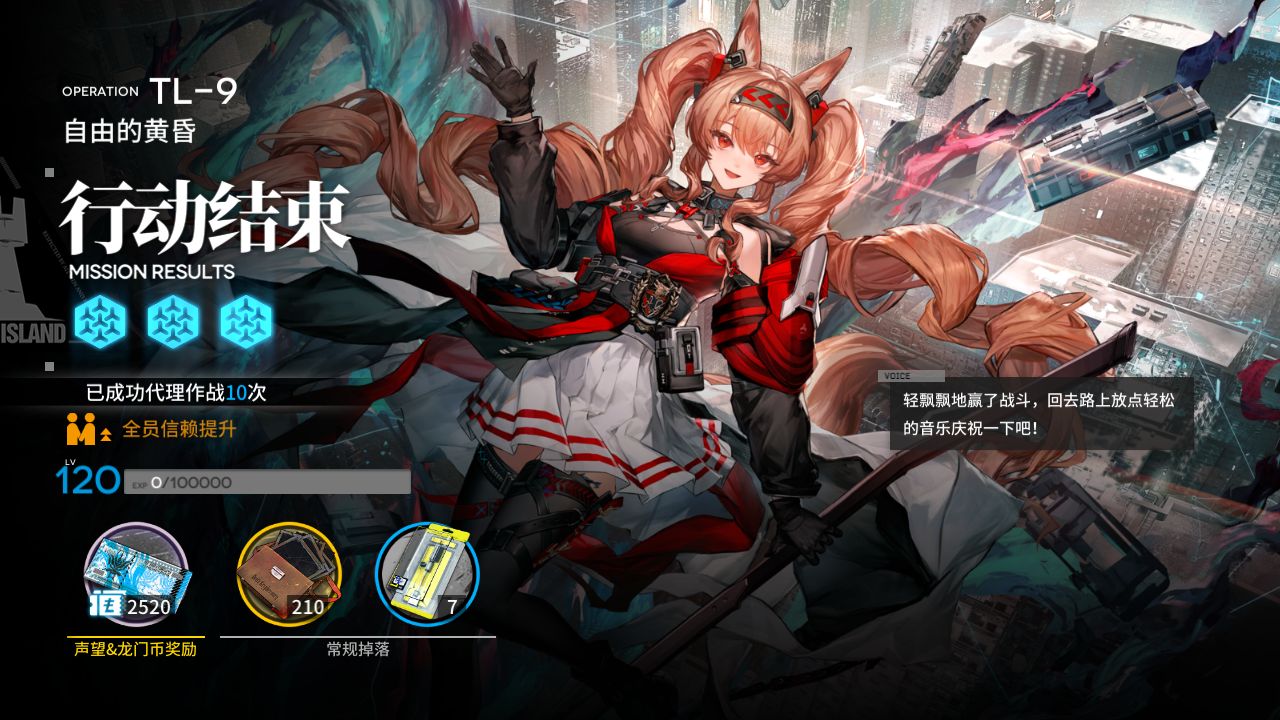 OPERATION TL-9
自由的黄昏
行动结束
MISSION RESULTS
ISLAND
已成功代理作战10次
全员信赖提升
LV
120
EXP 0/100000
VOICE
轻飘飘地赢了战斗，回去路上放点轻松
的音乐庆祝一下吧！
2520
210
7
声望&龙门币奖励
常规掉落